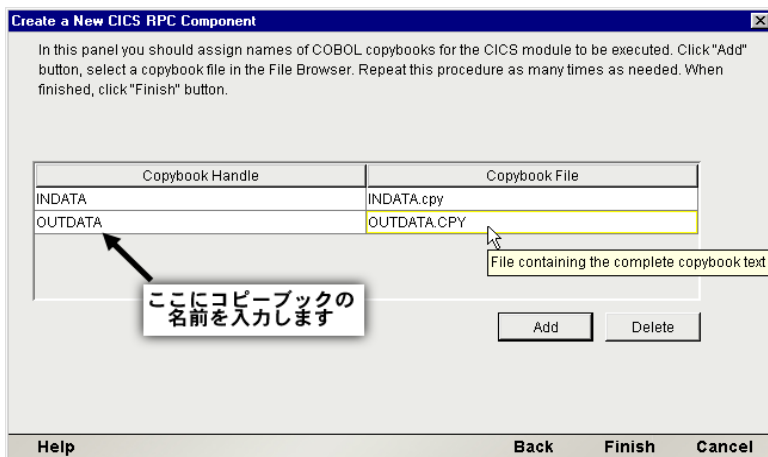 Create a New CICS RPC Component
In this panel you should assign names of COBOL copybooks for the CICS module to be executed. Click "Add"
button, select a copybook file in the File Browser. Repeat this procedure as many times as needed. When
finished, click "Finish" button.
Copybook Handle Copybook File
INDATA INDATA.cpy
OUTDATA OUTDATA.CPY
File containing the complete copybook text
ここにコピーブックの
名前を入力します
Add Delete
Help Back Finish Cancel